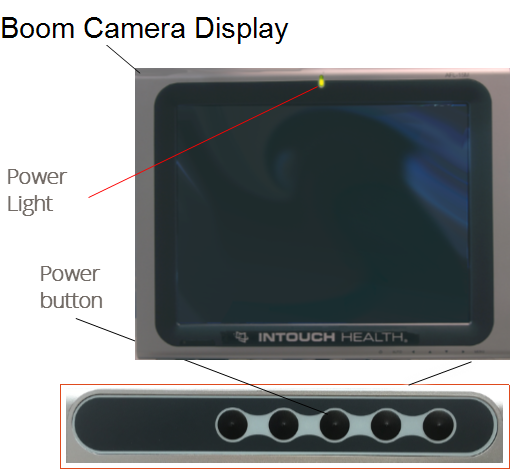 Boom Camera Display
Power
Light
Power
button
INTOUCH HEALTH.